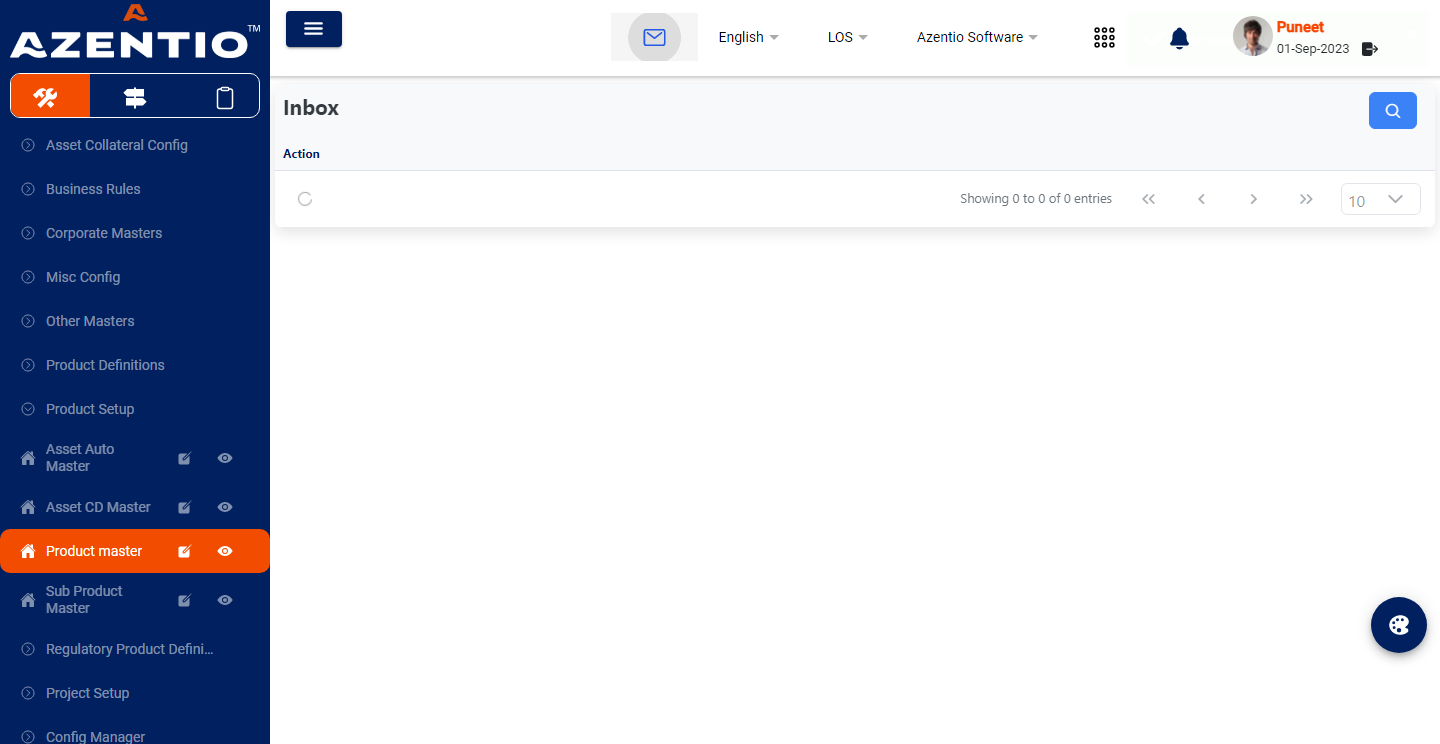 AZENTIO™
English
LOS
Azentio Software
Puneet
01-Sep-2023
Inbox
Action
Showing 0 to 0 of 0 entries
10
Asset Collateral Config
Business Rules
Corporate Masters
Misc Config
Other Masters
Product Definitions
Product Setup
Asset Auto
Master
Asset CD Master
Product master
Sub Product
Master
Regulatory Product Defini...
Project Setup
Config Manager